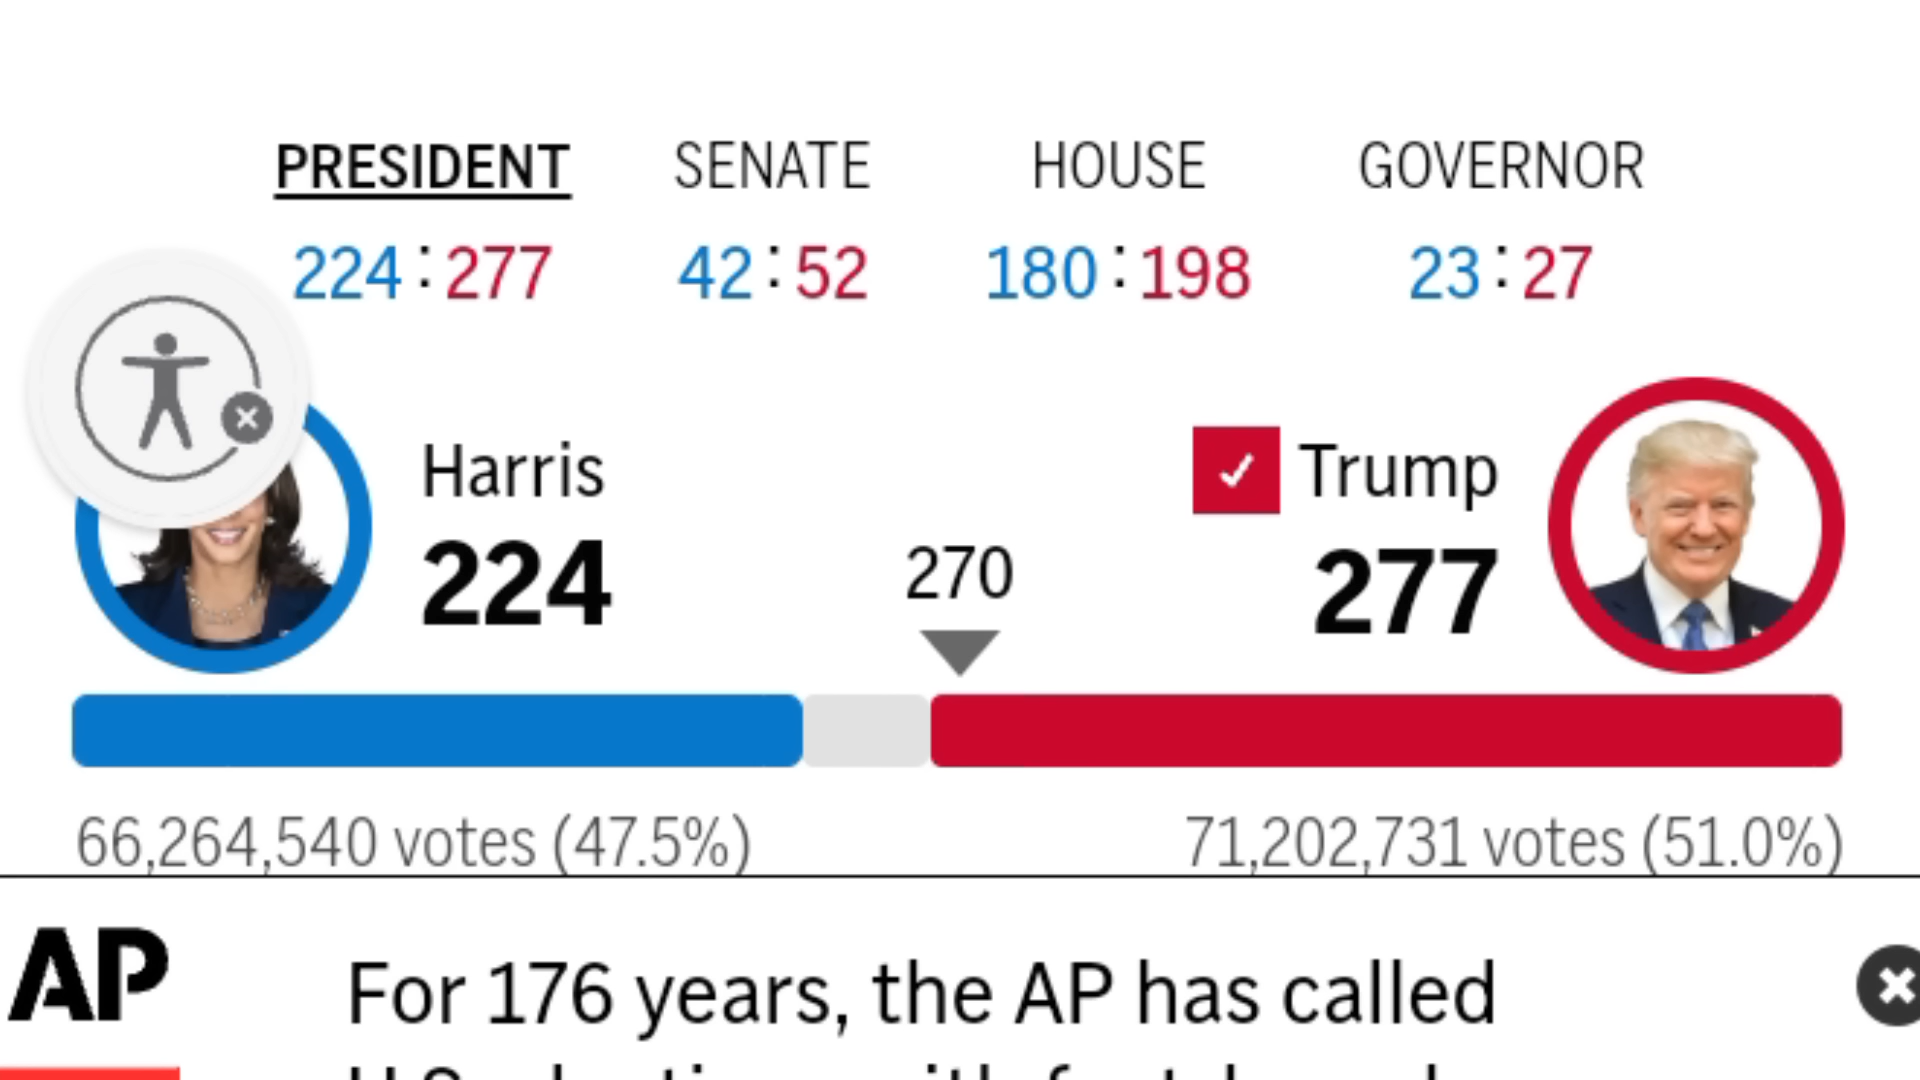 PRESIDENT SENATE HOUSE GOVERNOR
224:277 42:52 180:198 23:27
Harris
224
270
Trump
277
66,264,540 votes (47.5%) 71,202,731 votes (51.0%)
AP
For 176 years, the AP has called